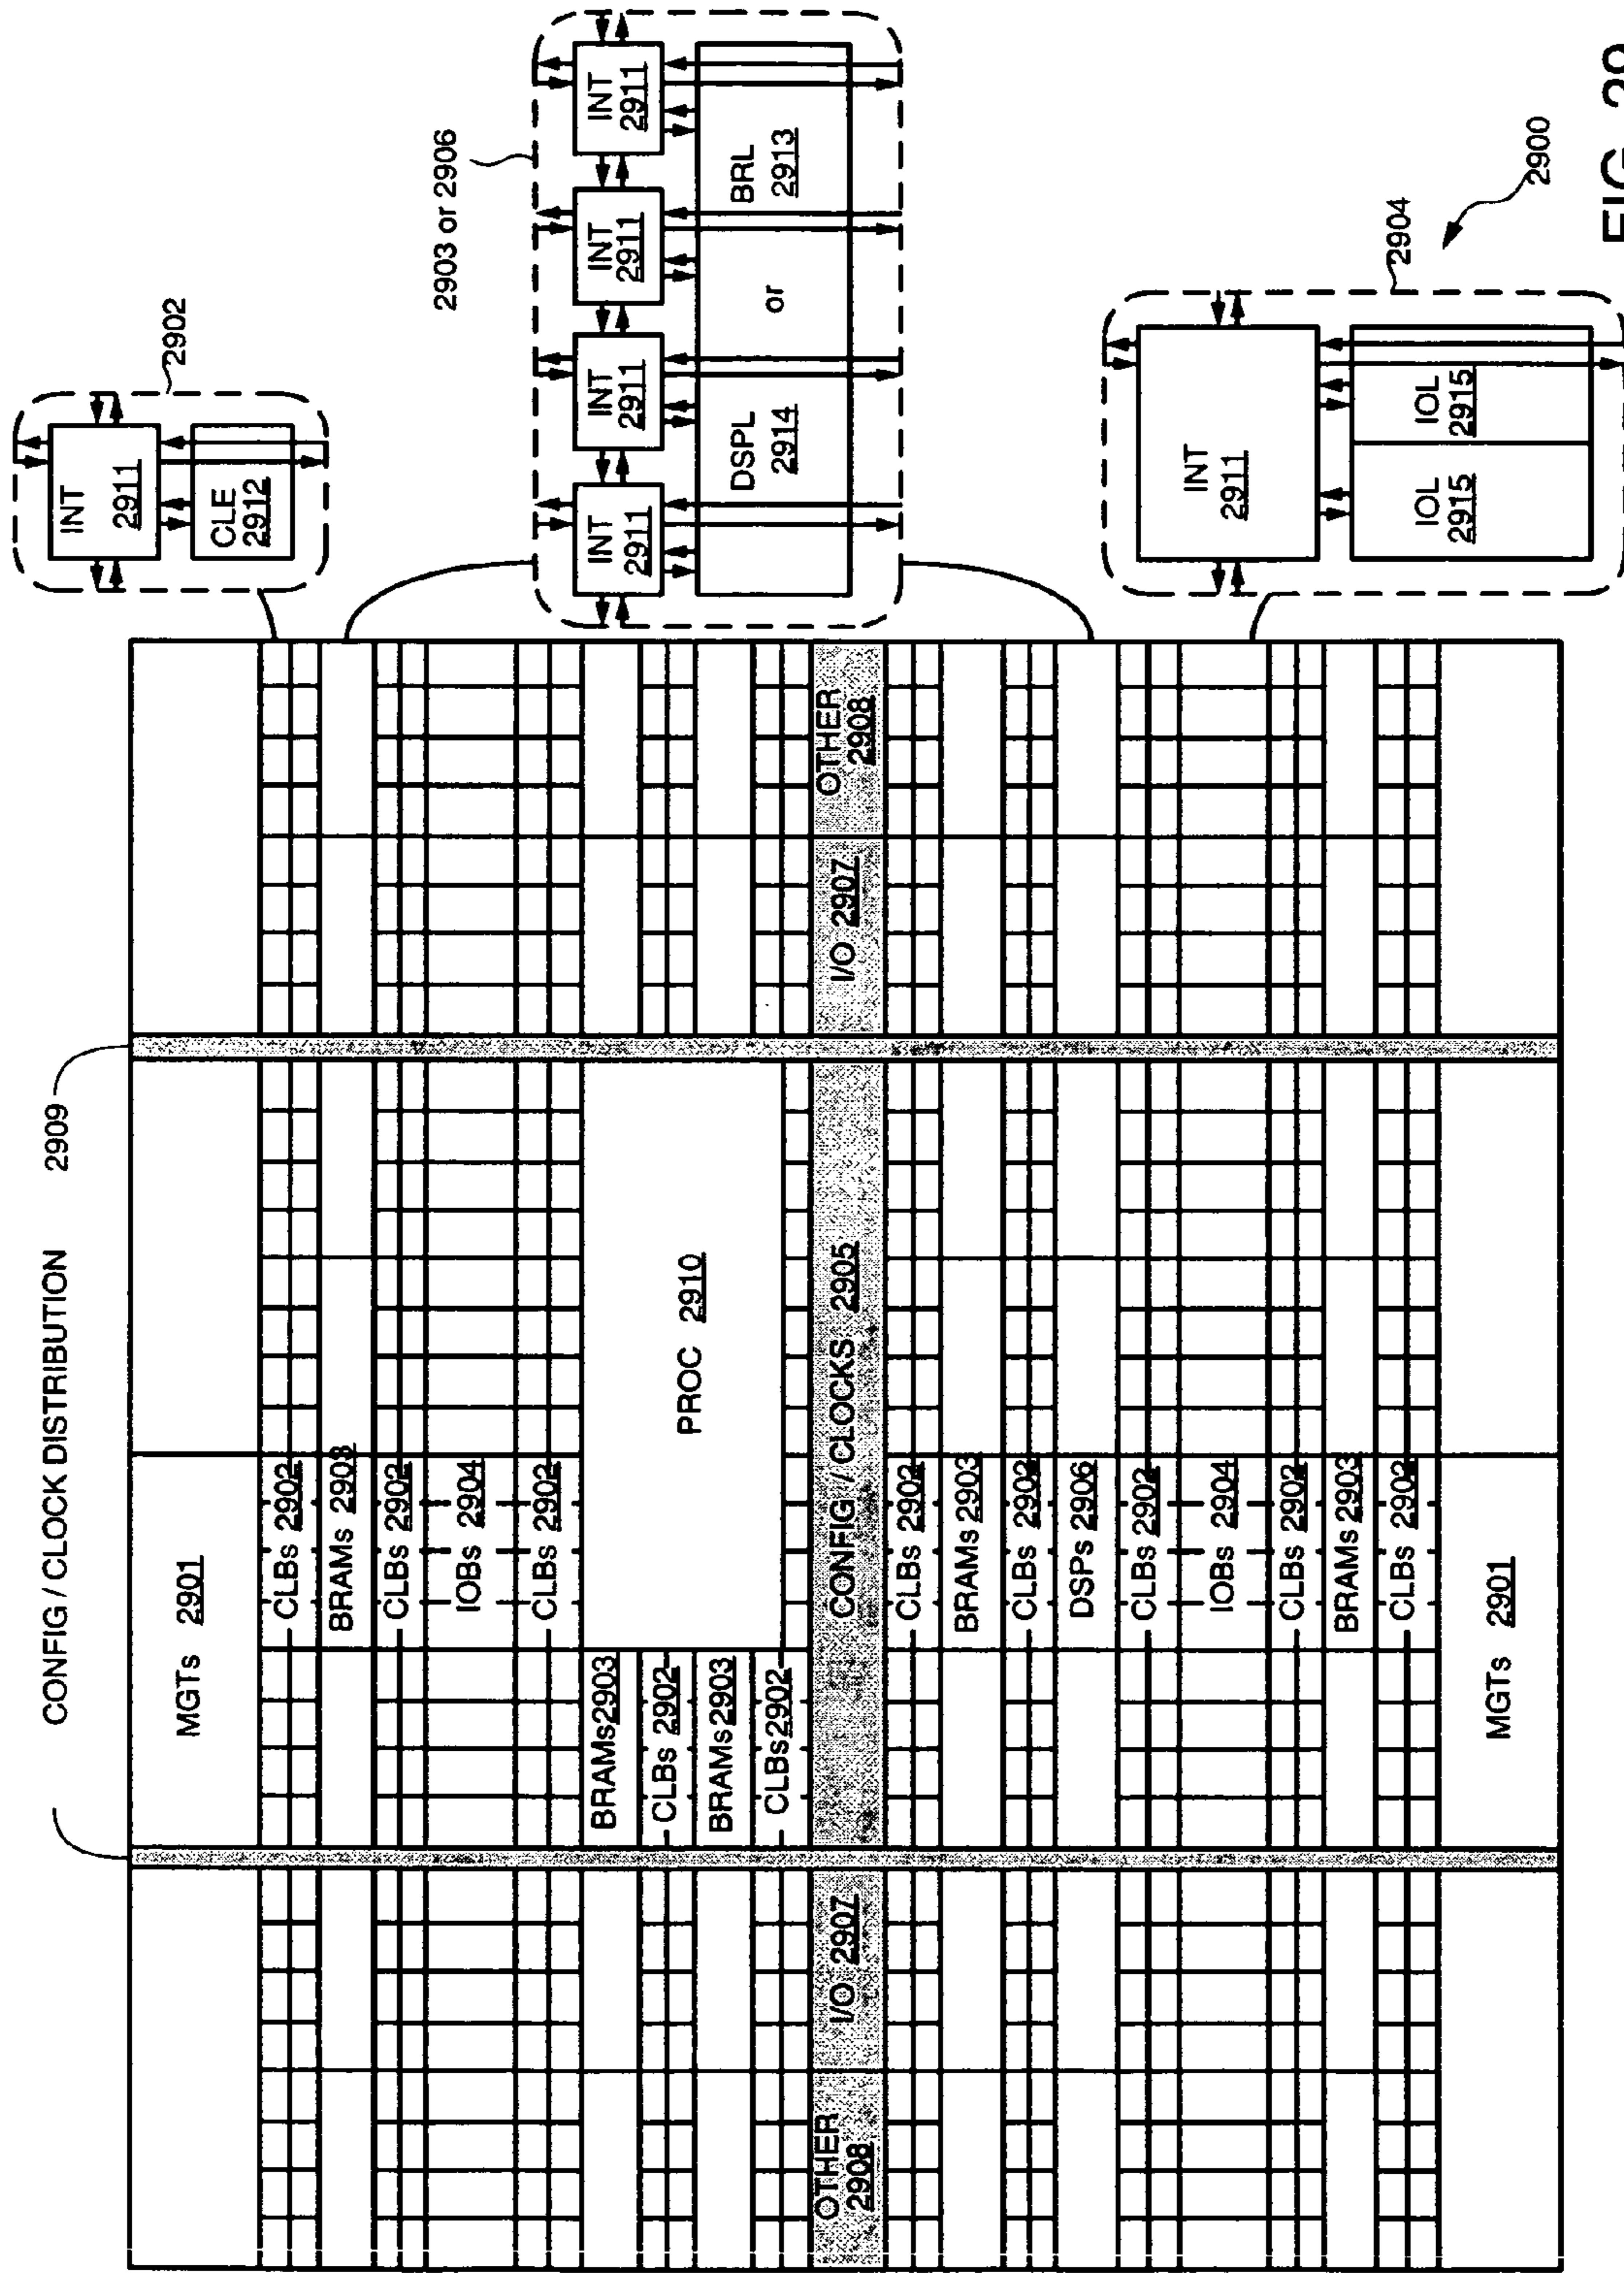 CONFIG / CLOCK DISTRIBUTION 2909
MGTs 2901
CLBs 2902
BRAMs 2903
CLBs 2902
IOBs 2904
CLBs 2902
BRAMs 2903
CLBs 2902
BRAMs 2903
CLBs 2902
PROC 2910
OTHER
2908
I/O 2907
CONFIG / CLOCKS 2905
I/O 2907
OTHER
2908
CLBs 2902
BRAMs 2903
CLBs 2902
DSPs 2906
CLBs 2902
IOBs 2904
CLBs 2902
BRAMs 2903
CLBs 2902
MGTs 2901
INT
2911
CLE
2912
2902
2903 or 2906
INT
2911
INT
2911
INT
2911
INT
2911
DSPL
2914
or
BRL
2913
INT
2911
IOL
2915
IOL
2915
2904
2900
FIG. 29